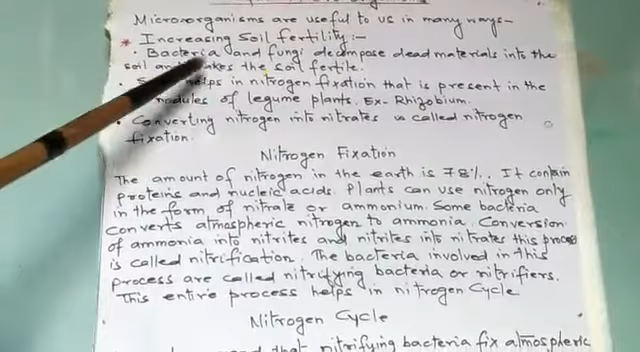 Microorganisms are useful to us in many ways-
* Increasing Soil fertility:-
· Bacteria and fungi decompose dead materials into the
soil and makes the soil fertile.
· helps in nitrogen fixation that is present in the
nodules of legume plants. Ex- Rhizobium.
· Converting nitrogen into nitrates is called nitrogen
fixation.
Nitrogen Fixation
The amount of nitrogen in the earth is 78%. It contain
proteins and nucleic acids. Plants can use nitrogen only
in the form of nitrate or ammonium. Some bacteria
converts atmospheric nitrogen to ammonia. Conversion
of ammonia into nitrites and nitrites into nitrates this process
is called nitrification. The bacteria involved in this
process are called nitrifying bacteria or nitrifiers.
This entire process helps in nitrogen Cycle
Nitrogen Cycle
that nitrifying bacteria fix atmospheric